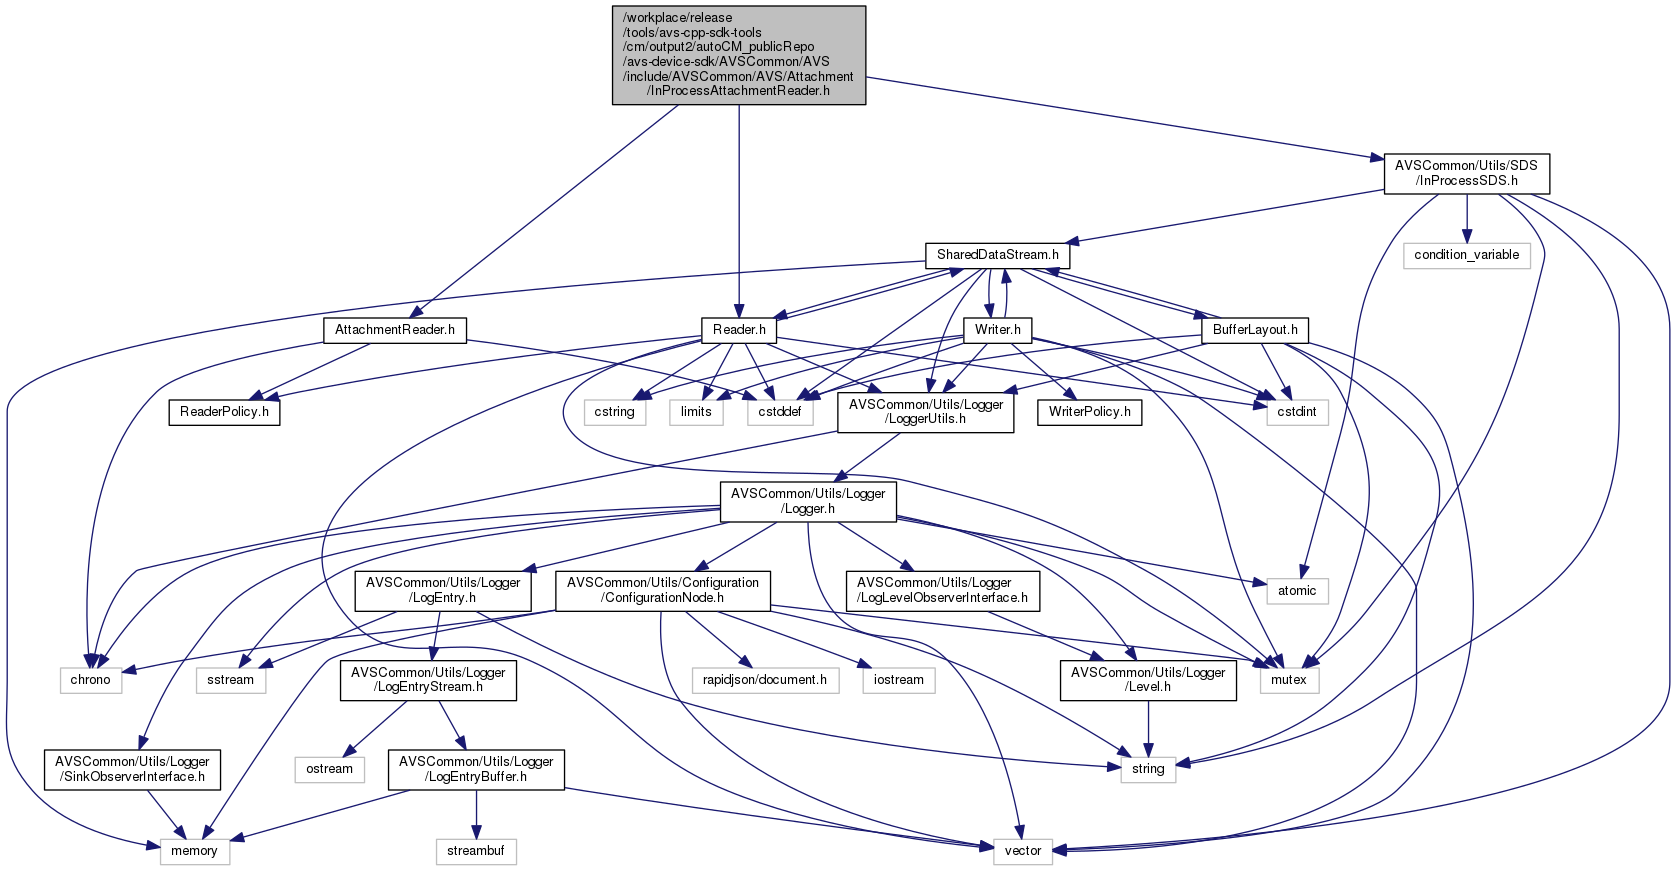 /workplace/release
/tools/avs-cpp-sdk-tools
/cm/output2/autoCM_publicRepo
/avs-device-sdk/AVSCommon/AVS
/include/AVSCommon/AVS/Attachment
/InProcessAttachmentReader.h
AVSCommon/Utils/SDS
/InProcessSDS.h
SharedDataStream.h
condition_variable
AttachmentReader.h
Reader.h
Writer.h
BufferLayout.h
ReaderPolicy.h
cstring
limits
cstddef
AVSCommon/Utils/Logger
/LoggerUtils.h
WriterPolicy.h
cstdint
AVSCommon/Utils/Logger
/Logger.h
AVSCommon/Utils/Logger
/LogEntry.h
AVSCommon/Utils/Configuration
/ConfigurationNode.h
AVSCommon/Utils/Logger
/LogLevelObserverInterface.h
atomic
chrono
sstream
AVSCommon/Utils/Logger
/LogEntryStream.h
rapidjson/document.h
iostream
AVSCommon/Utils/Logger
/Level.h
mutex
AVSCommon/Utils/Logger
/SinkObserverInterface.h
ostream
AVSCommon/Utils/Logger
/LogEntryBuffer.h
string
memory
streambuf
vector